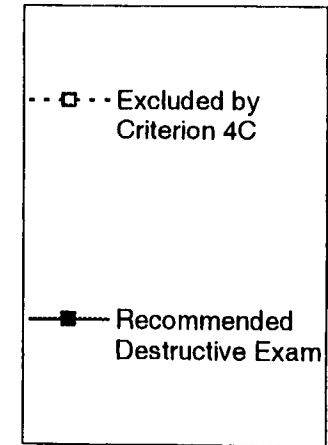 Excluded by
Criterion 4C
Recommended
Destructive Exam